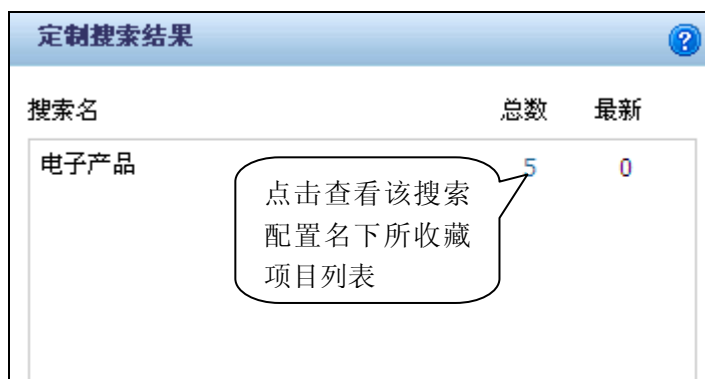 定制搜索结果
?
搜索名 总数 最新
电子产品 5 0
点击查看该搜索
配置名下所收藏
项目列表